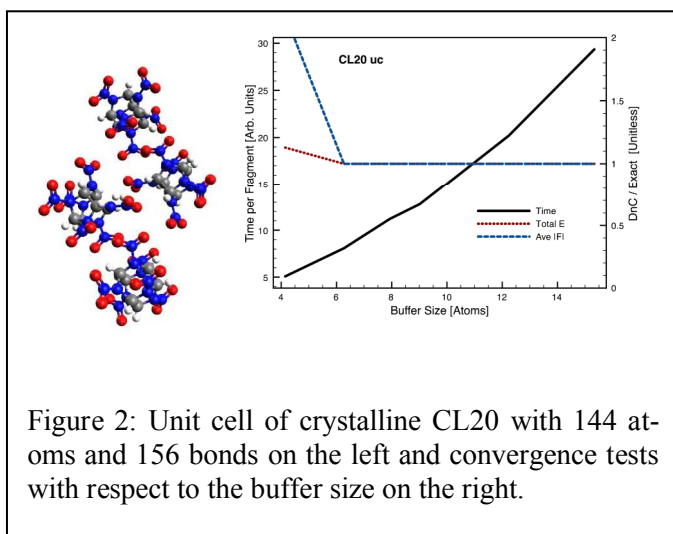 CL20 uc
30
25
20
15
10
5
Time per Fragment [Arb. Units]
2
1.5
1
0.5
0
DnC / Exact [Unitless]
Time
Total E
Ave |F|
4 6 8 10 12 14
Buffer Size [Atoms]
Figure 2: Unit cell of crystalline CL20 with 144 at-
oms and 156 bonds on the left and convergence tests
with respect to the buffer size on the right.